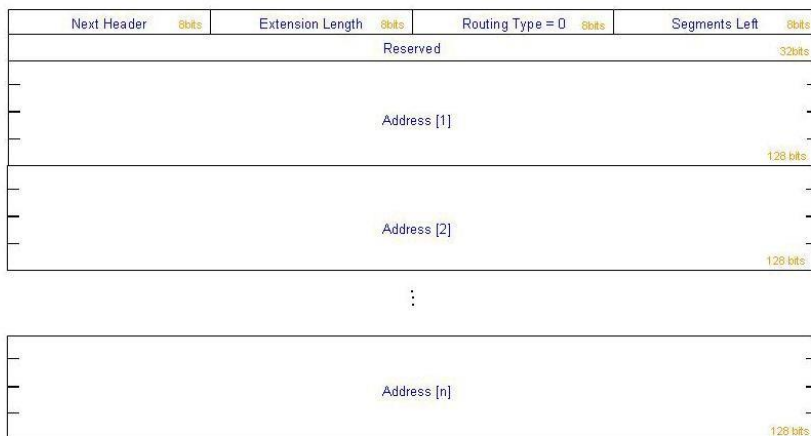 Next Header 8bits Extension Length 8bits Routing Type = 0 8bits Segments Left 8bits
Reserved 32bits
Address [1]
128 bits
Address [2]
128 bits
⋮
Address [n]
128 bits